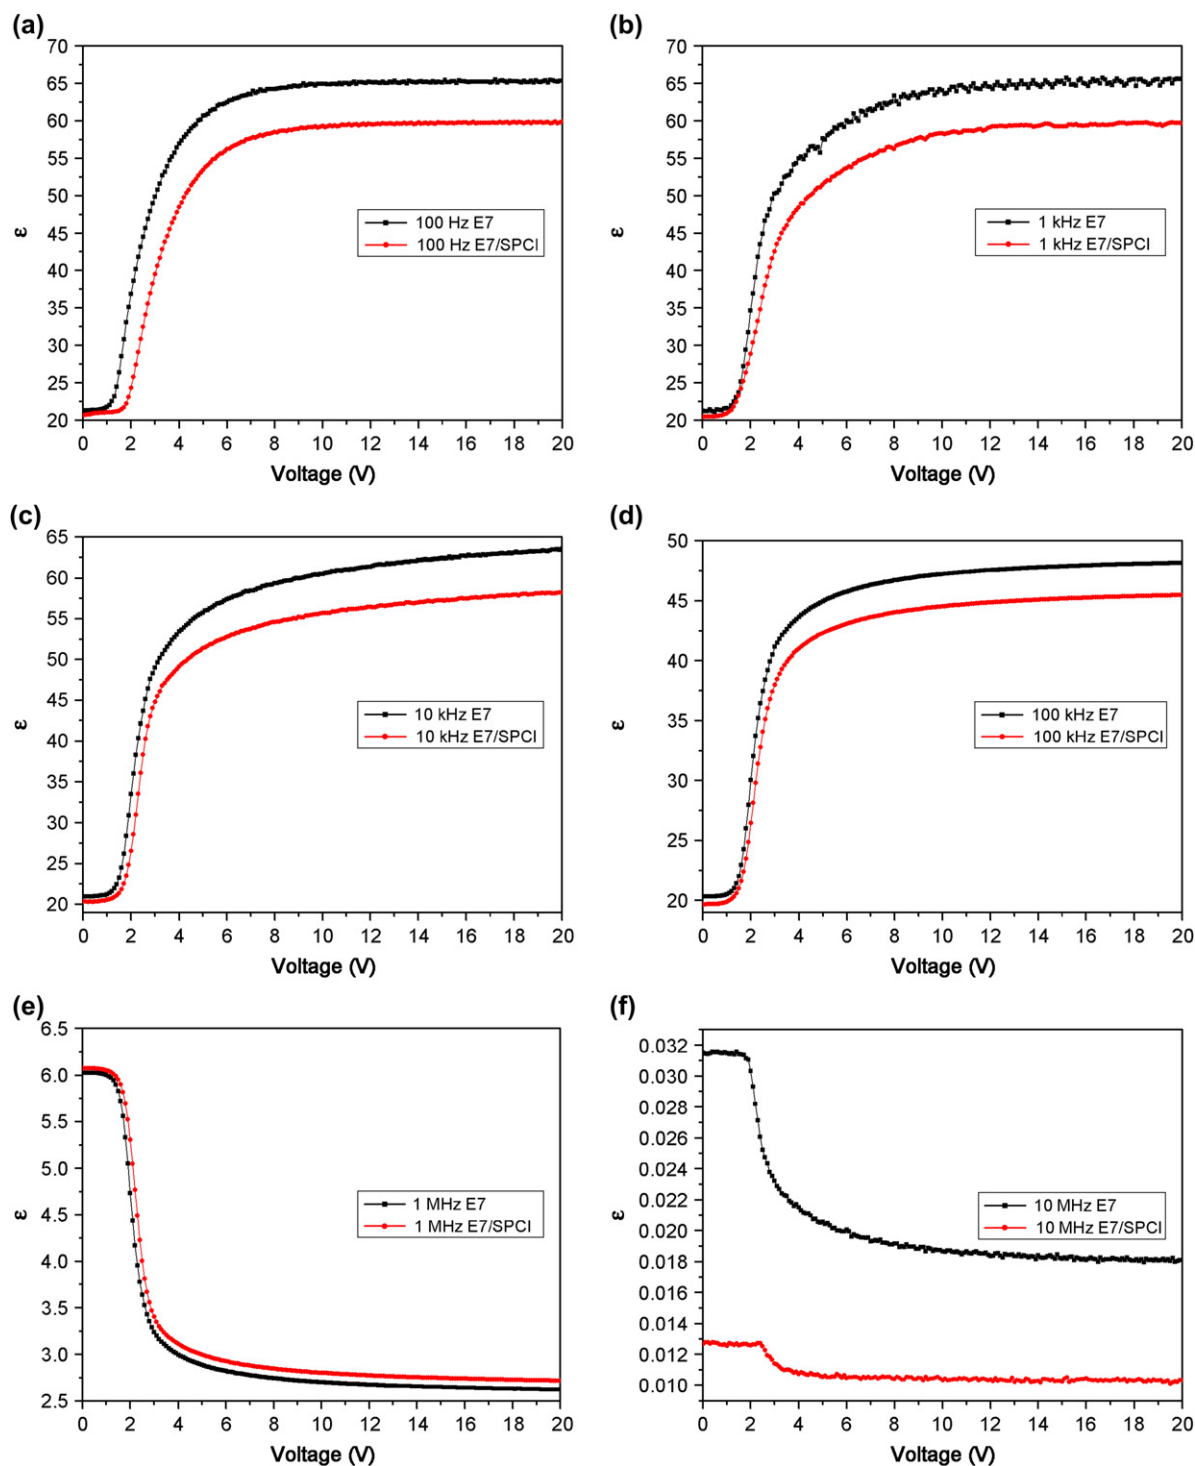 (a)
70
65
60
55
50
45
40
35
30
25
20
ε
100 Hz E7
100 Hz E7/SPCI
0 2 4 6 8 10 12 14 16 18 20
Voltage (V)
(b)
70
65
60
55
50
45
40
35
30
25
20
ε
1 kHz E7
1 kHz E7/SPCI
0 2 4 6 8 10 12 14 16 18 20
Voltage (V)
(c)
65
60
55
50
45
40
35
30
25
20
ε
10 kHz E7
10 kHz E7/SPCI
0 2 4 6 8 10 12 14 16 18 20
Voltage (V)
(d)
50
45
40
35
30
25
20
ε
100 kHz E7
100 kHz E7/SPCI
0 2 4 6 8 10 12 14 16 18 20
Voltage (V)
(e)
6.5
6.0
5.5
5.0
4.5
4.0
3.5
3.0
2.5
ε
1 MHz E7
1 MHz E7/SPCI
0 2 4 6 8 10 12 14 16 18 20
Voltage (V)
(f)
0.032
0.030
0.028
0.026
0.024
0.022
0.020
0.018
0.016
0.014
0.012
0.010
ε
10 MHz E7
10 MHz E7/SPCI
0 2 4 6 8 10 12 14 16 18 20
Voltage (V)